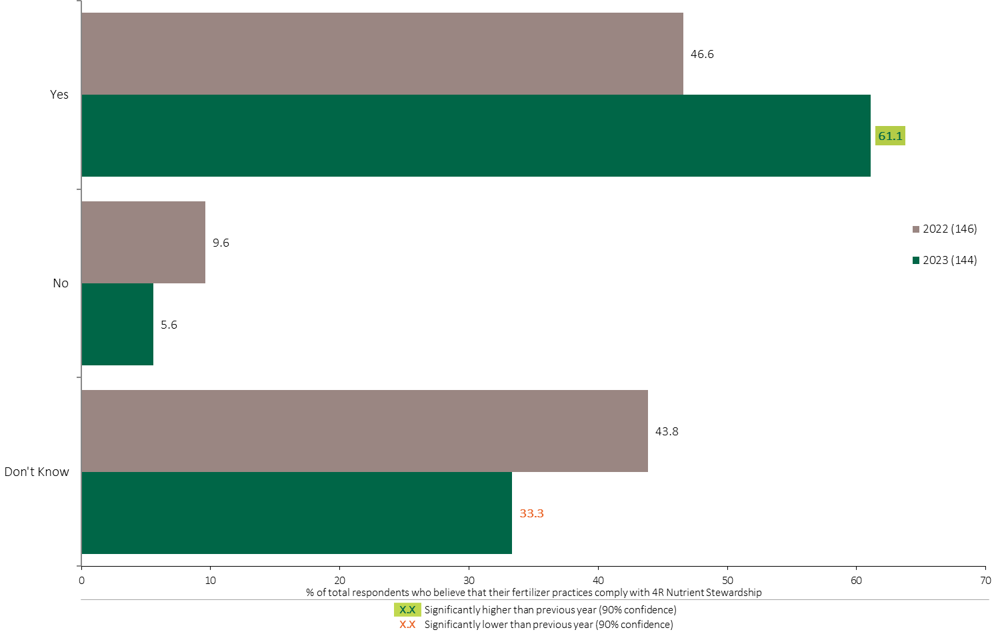 46.6
Yes
61.1
9.6
2022 (146)
2023 (144)
No
5.6
43.8
Don't Know
33.3
0 10 20 30 40 50 60 70
% of total respondents who believe that their fertilizer practices comply with 4R Nutrient Stewardship
X.X Significantly higher than previous year (90% confidence)
X.X Significantly lower than previous year (90% confidence)